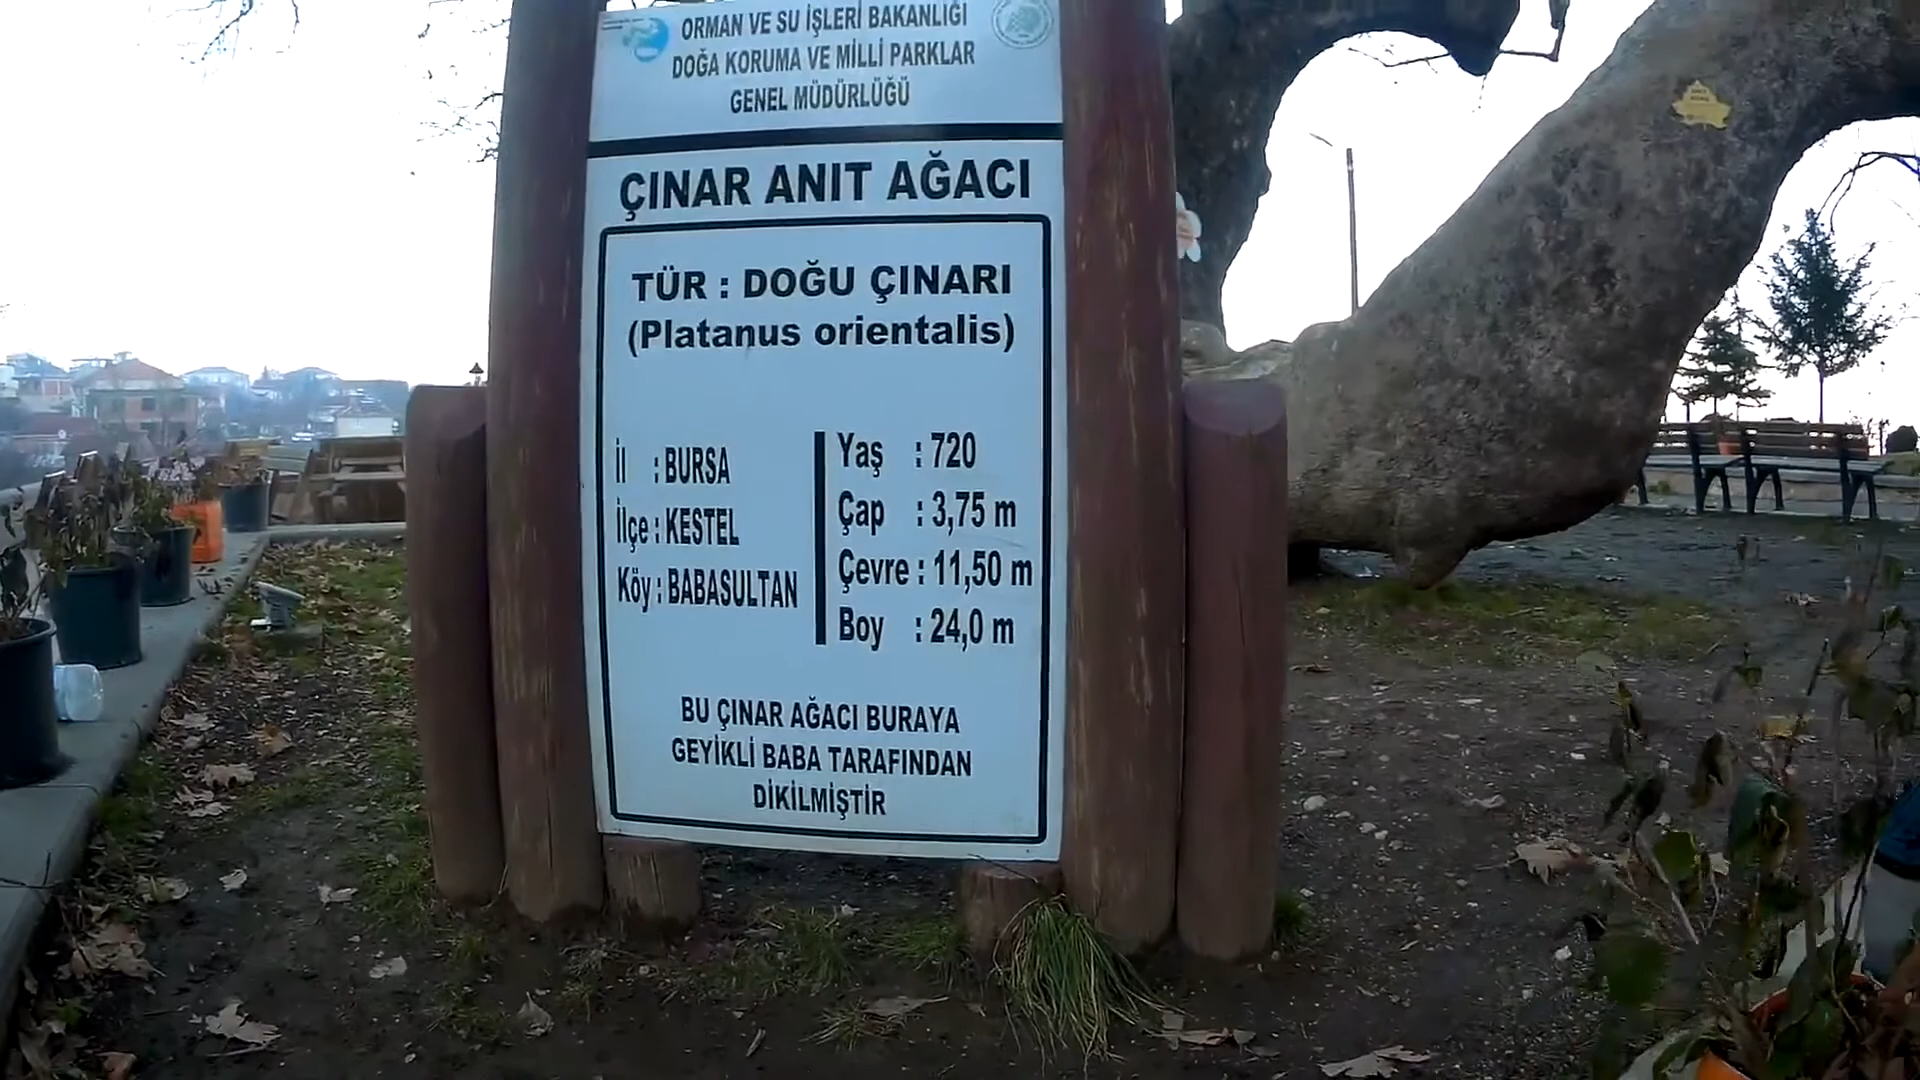 ORMAN VE SU İŞLERİ BAKANLIĞI
DOĞA KORUMA VE MİLLİ PARKLAR
GENEL MÜDÜRLÜĞÜ
ÇINAR ANIT AĞACI
TÜR : DOĞU ÇINARI
(Platanus orientalis)
İl : BURSA
İlçe : KESTEL
Köy : BABASULTAN
Yaş : 720
Çap : 3,75 m
Çevre : 11,50 m
Boy : 24,0 m
BU ÇINAR AĞACI BURAYA
GEYİKLİ BABA TARAFINDAN
DİKİLMİŞTİR